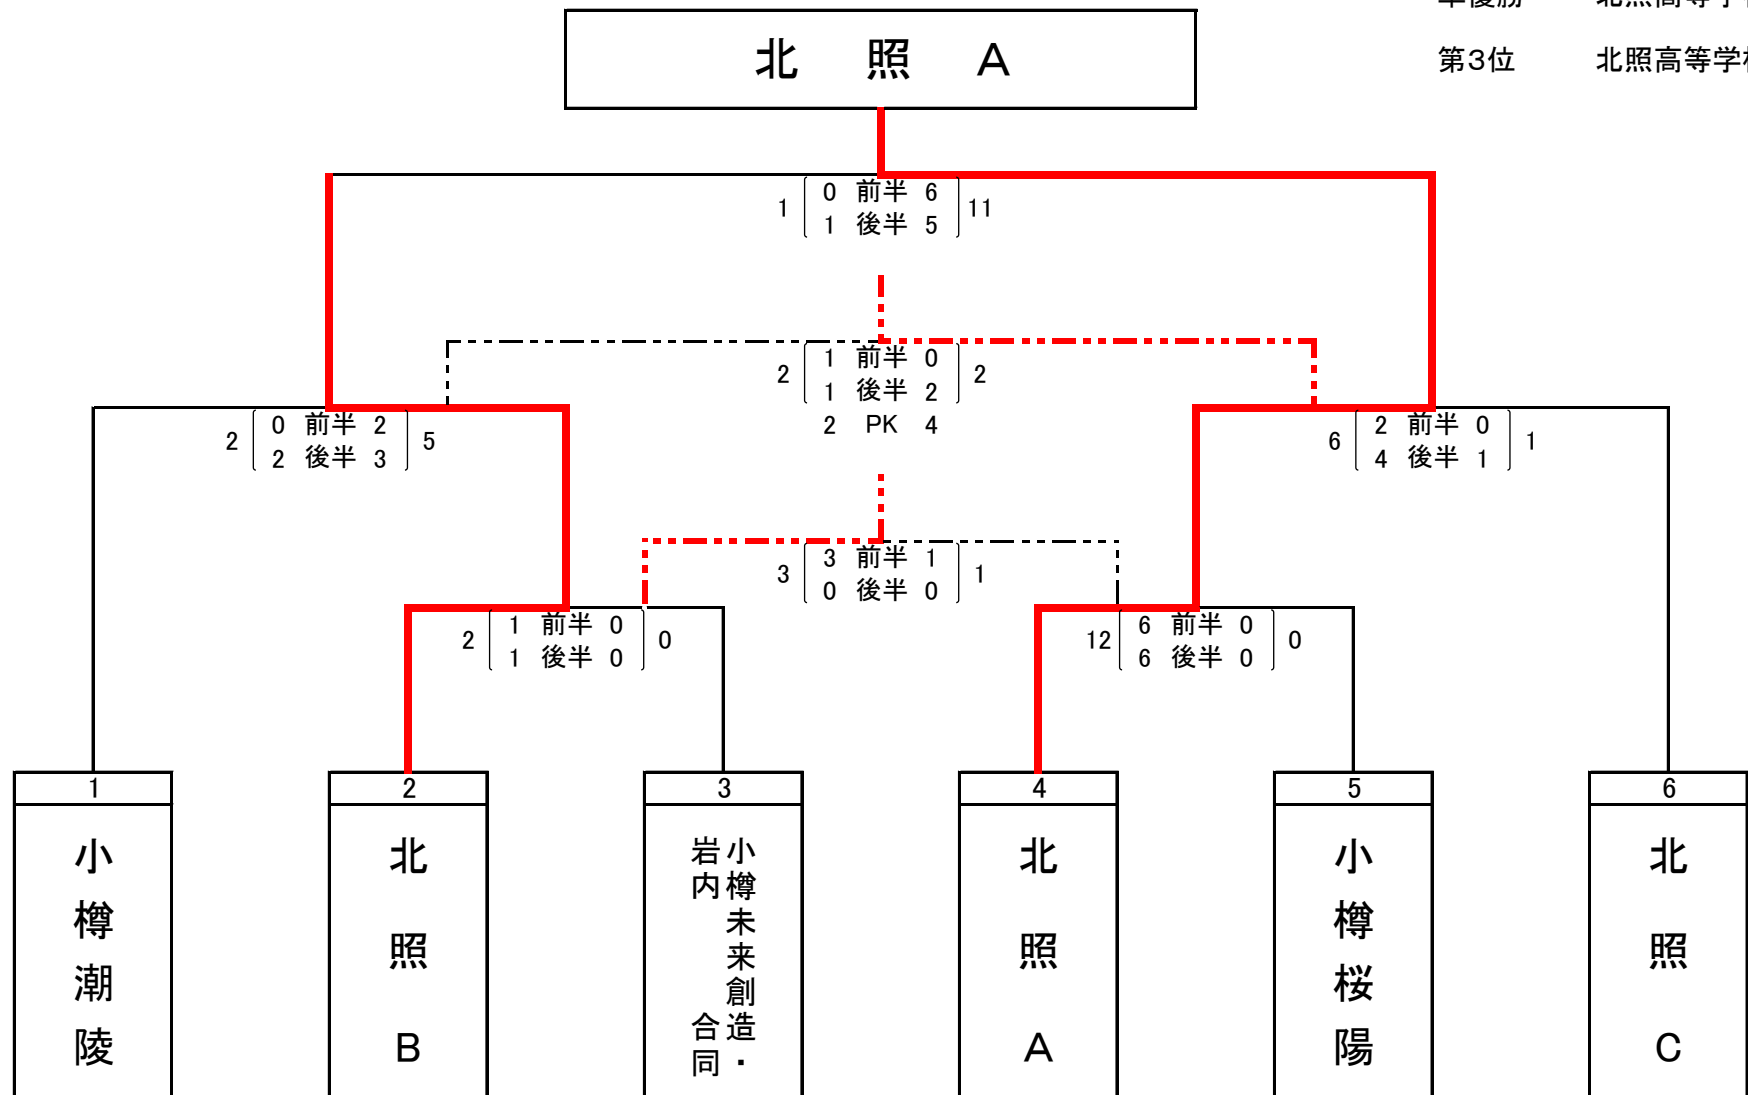 北照A
第3位 北照高等学
0 前半 6
1 11
1 後半 5
1 前半 0
2 2
1 後半 2
2 PK 4
0 前半 2
2 5
2 後半 3
2 前半 0
6 1
4 後半 1
3 前半 1
3 1
0 後半 0
1 前半 0
2 0
1 後半 0
6 前半 0
12 0
6 後半 0
1 2 3 4 5 6
小樽潮陵
北照B
小樽未来創造・
岩内 合同
北照A
小樽桜陽
北照C